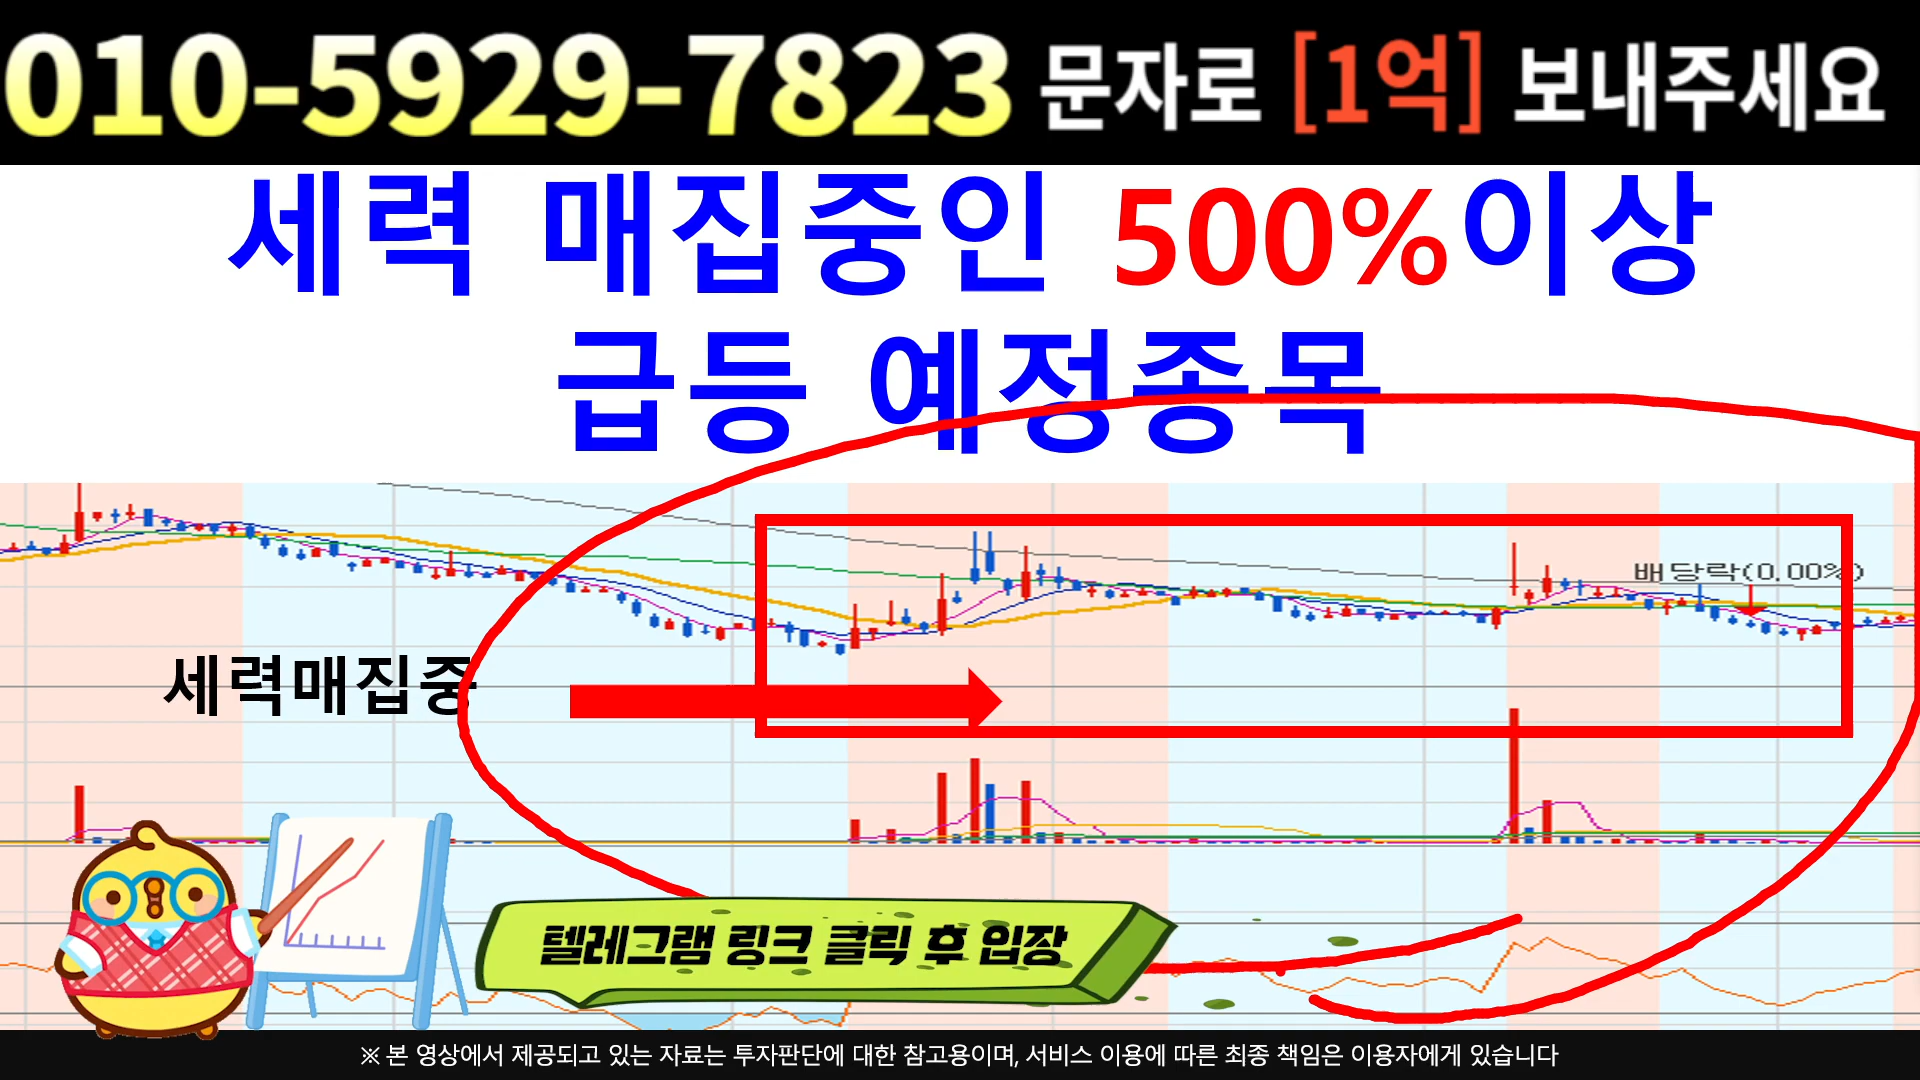 010-5929-7823 문자로 [1억] 보내주세요
세력 매집중인 500%이상
급등 예정종목
배당락(0.00%)
세력매집중
텔레그램 링크 클릭 후 입장
※ 본 영상에서 제공되고 있는 자료는 투자판단에 대한 참고용이며, 서비스 이용에 따른 최종 책임은 이용자에게 있습니다